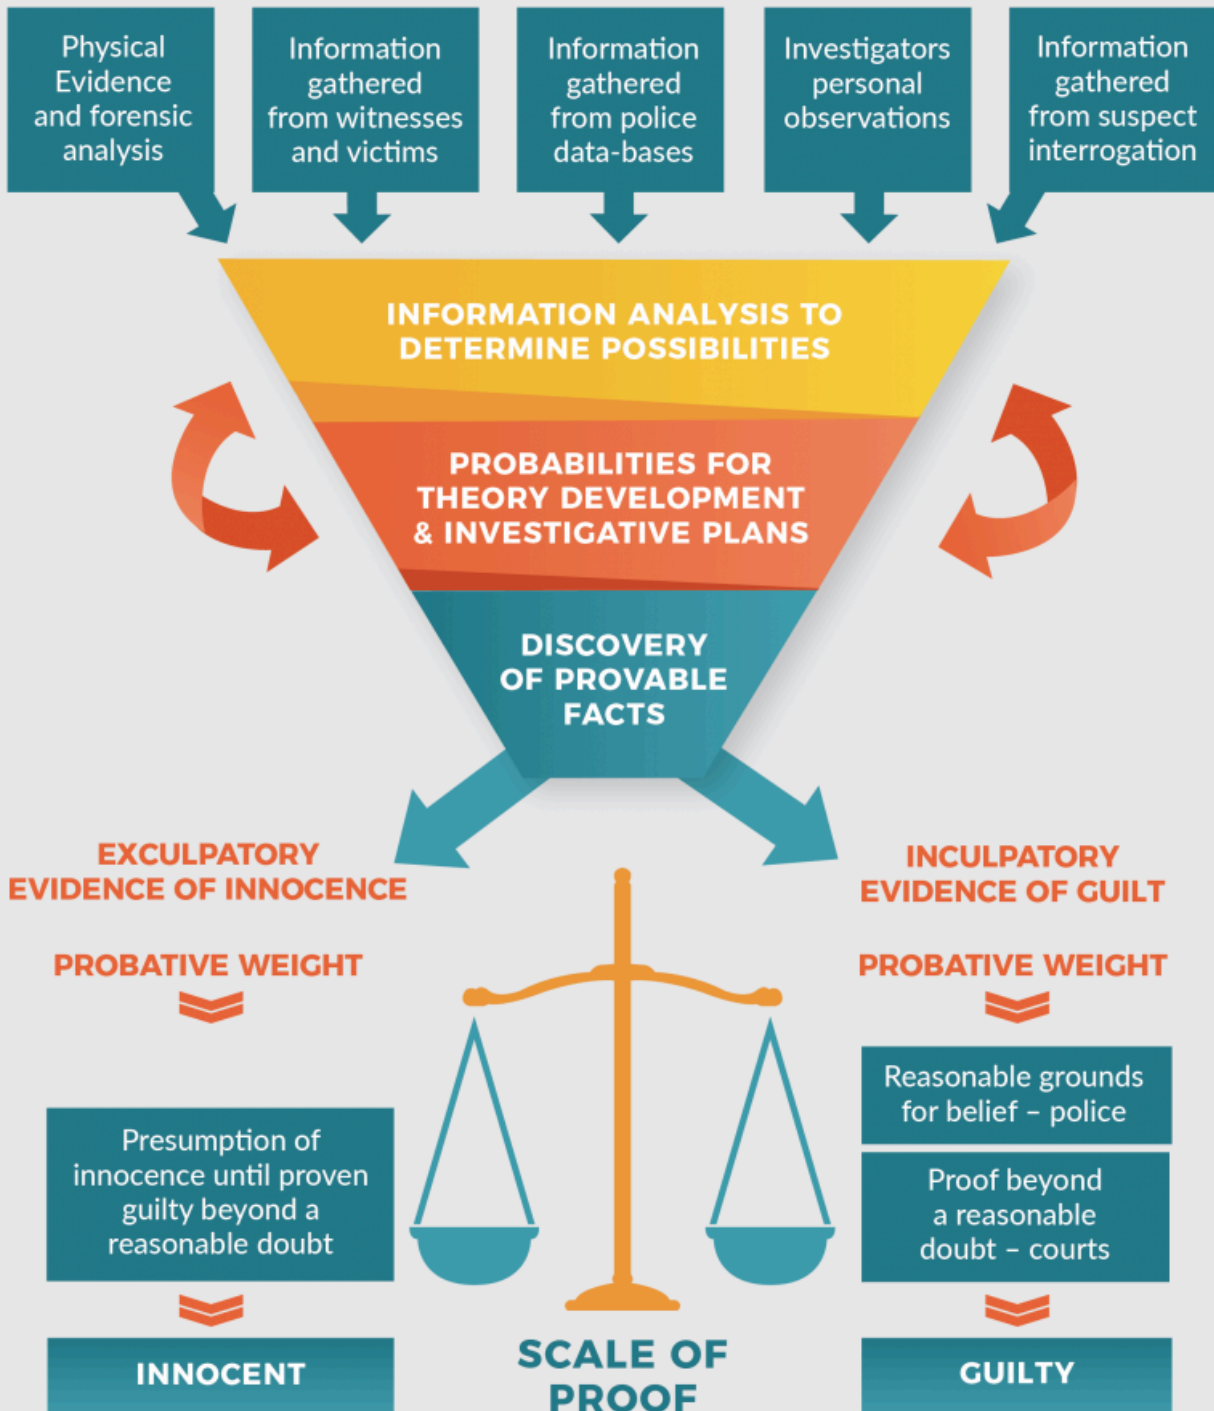 Physical
Evidence
and forensic
analysis
Information
gathered
from witnesses
and victims
Information
gathered
from police
data-bases
Investigators
personal
observations
Information
gathered
from suspect
interrogation
INFORMATION ANALYSIS TO
DETERMINE POSSIBILITIES
PROBABILITIES FOR
THEORY DEVELOPMENT
& INVESTIGATIVE PLANS
DISCOVERY
OF PROVABLE
FACTS
EXCULPATORY
EVIDENCE OF INNOCENCE
PROBATIVE WEIGHT
Presumption of
innocence until proven
guilty beyond a
reasonable doubt
INNOCENT
SCALE OF
PROOF
INCULPATORY
EVIDENCE OF GUILT
PROBATIVE WEIGHT
Reasonable grounds
for belief – police
Proof beyond
a reasonable
doubt – courts
GUILTY